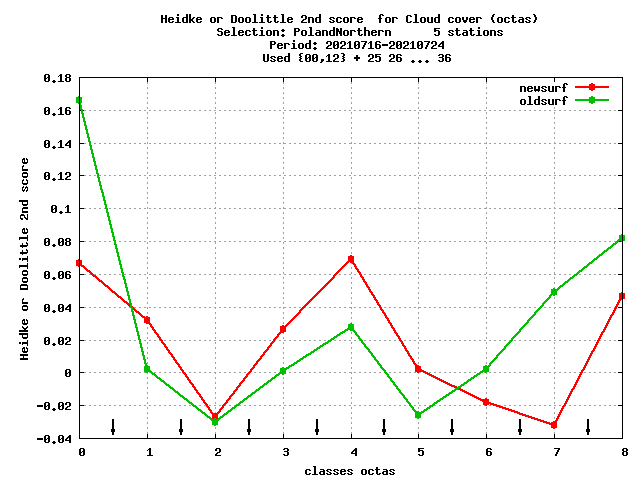 Heidke or Doolittle 2nd score  for Cloud cover (octas)
Selection: PolandNorthern      5 stations
Period: 20210716-20210724
Used {00,12} + 25 26 ... 36
newsurf
oldsurf
0.18
0.16
0.14
0.12
0.1
0.08
0.06
0.04
0.02
0
-0.02
-0.04
Heidke or Doolittle 2nd score
0 1 2 3 4 5 6 7 8
classes octas